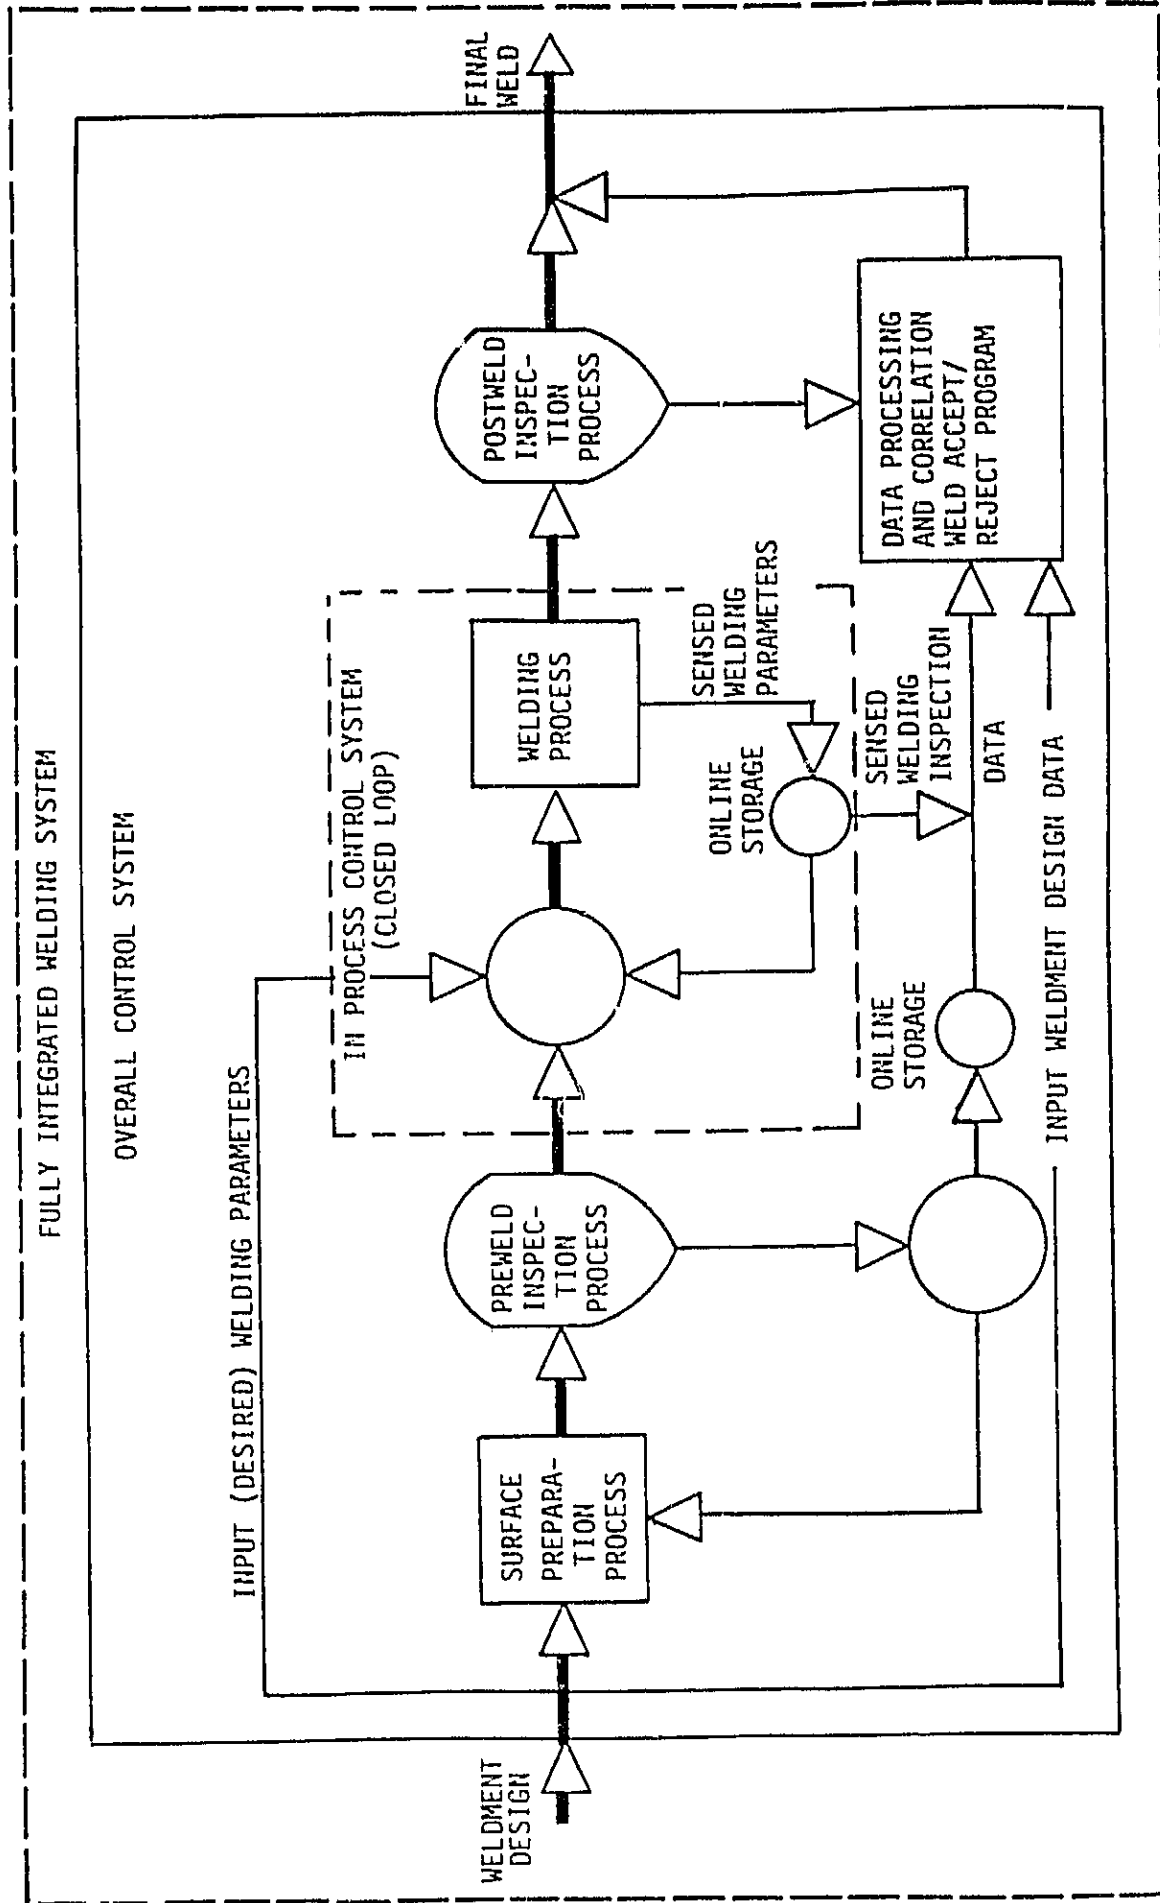 FULLY INTEGRATED WELDING SYSTEM
OVERALL CONTROL SYSTEM
INPUT (DESIRED) WELDING PARAMETERS
IN PROCESS CONTROL SYSTEM
(CLOSED LOOP)
WELDMENT
DESIGN
SURFACE
PREPARA-
TION
PROCESS
PREWELD
INSPEC-
TION
PROCESS
WELDING
PROCESS
POSTWELD
INSPEC-
TION
PROCESS
FINAL
WELD
SENSED
WELDING
PARAMETERS
ONLINE
STORAGE
SENSED
WELDING
INSPECTION
DATA
ONLINE
STORAGE
DATA PROCESSING
AND CORRELATION
WELD ACCEPT/
REJECT PROGRAM
INPUT WELDMENT DESIGN DATA